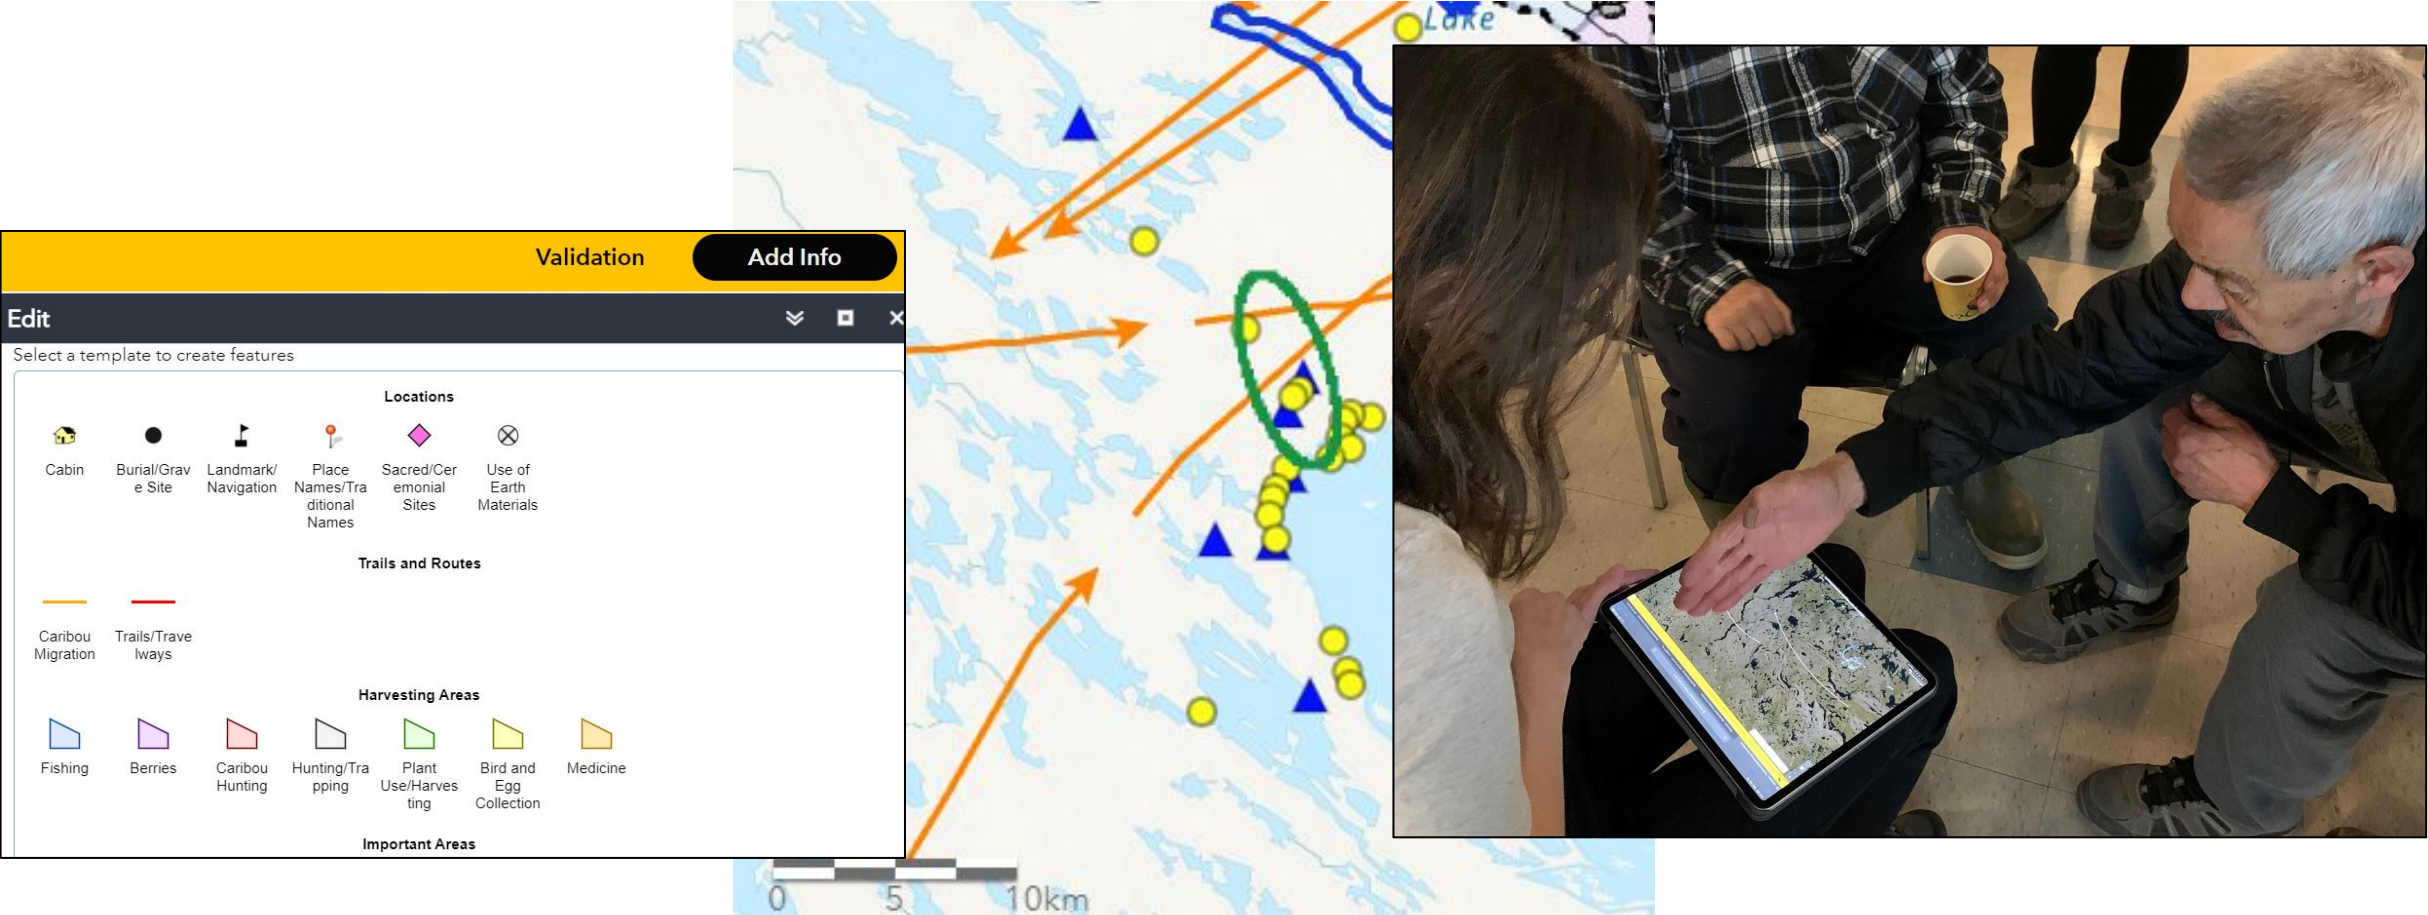 Lake
Validation
Add Info
Edit
Select a template to create features
Locations
Cabin
Burial/Grav
e Site
Landmark/
Navigation
Place
Names/Tra
ditional
Names
Sacred/Cer
emonial
Sites
Use of
Earth
Materials
Trails and Routes
Caribou
Migration
Trails/Trave
lways
Harvesting Areas
Fishing
Berries
Caribou
Hunting
Hunting/Tra
pping
Plant
Use/Harves
ting
Bird and
Egg
Collection
Medicine
Important Areas
0 5 10km